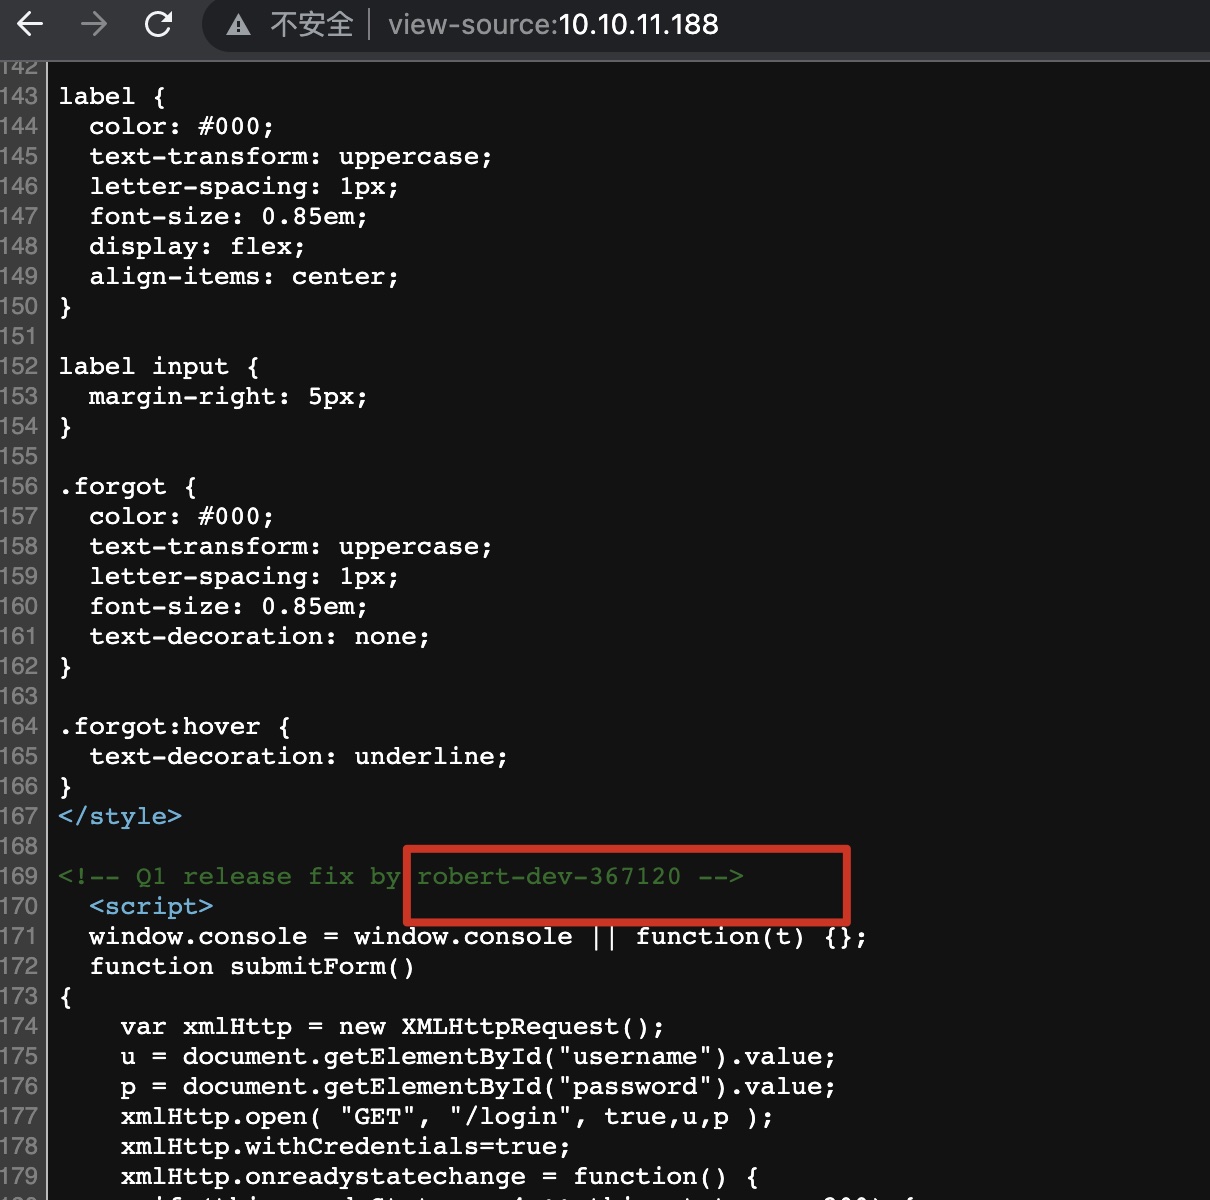 不安全 view-source:10.10.11.188
142
143 label {
144 color: #000;
145 text-transform: uppercase;
146 letter-spacing: 1px;
147 font-size: 0.85em;
148 display: flex;
149 align-items: center;
150 }
151
152 label input {
153 margin-right: 5px;
154 }
155
156 .forgot {
157 color: #000;
158 text-transform: uppercase;
159 letter-spacing: 1px;
160 font-size: 0.85em;
161 text-decoration: none;
162 }
163
164 .forgot:hover {
165 text-decoration: underline;
166 }
167 </style>
168
169 <!-- Q1 release fix by robert-dev-367120 -->
170 <script>
171 window.console = window.console || function(t) {};
172 function submitForm()
173 {
174 var xmlHttp = new XMLHttpRequest();
175 u = document.getElementById("username").value;
176 p = document.getElementById("password").value;
177 xmlHttp.open( "GET", "/login", true,u,p );
178 xmlHttp.withCredentials=true;
179 xmlHttp.onreadystatechange = function() {